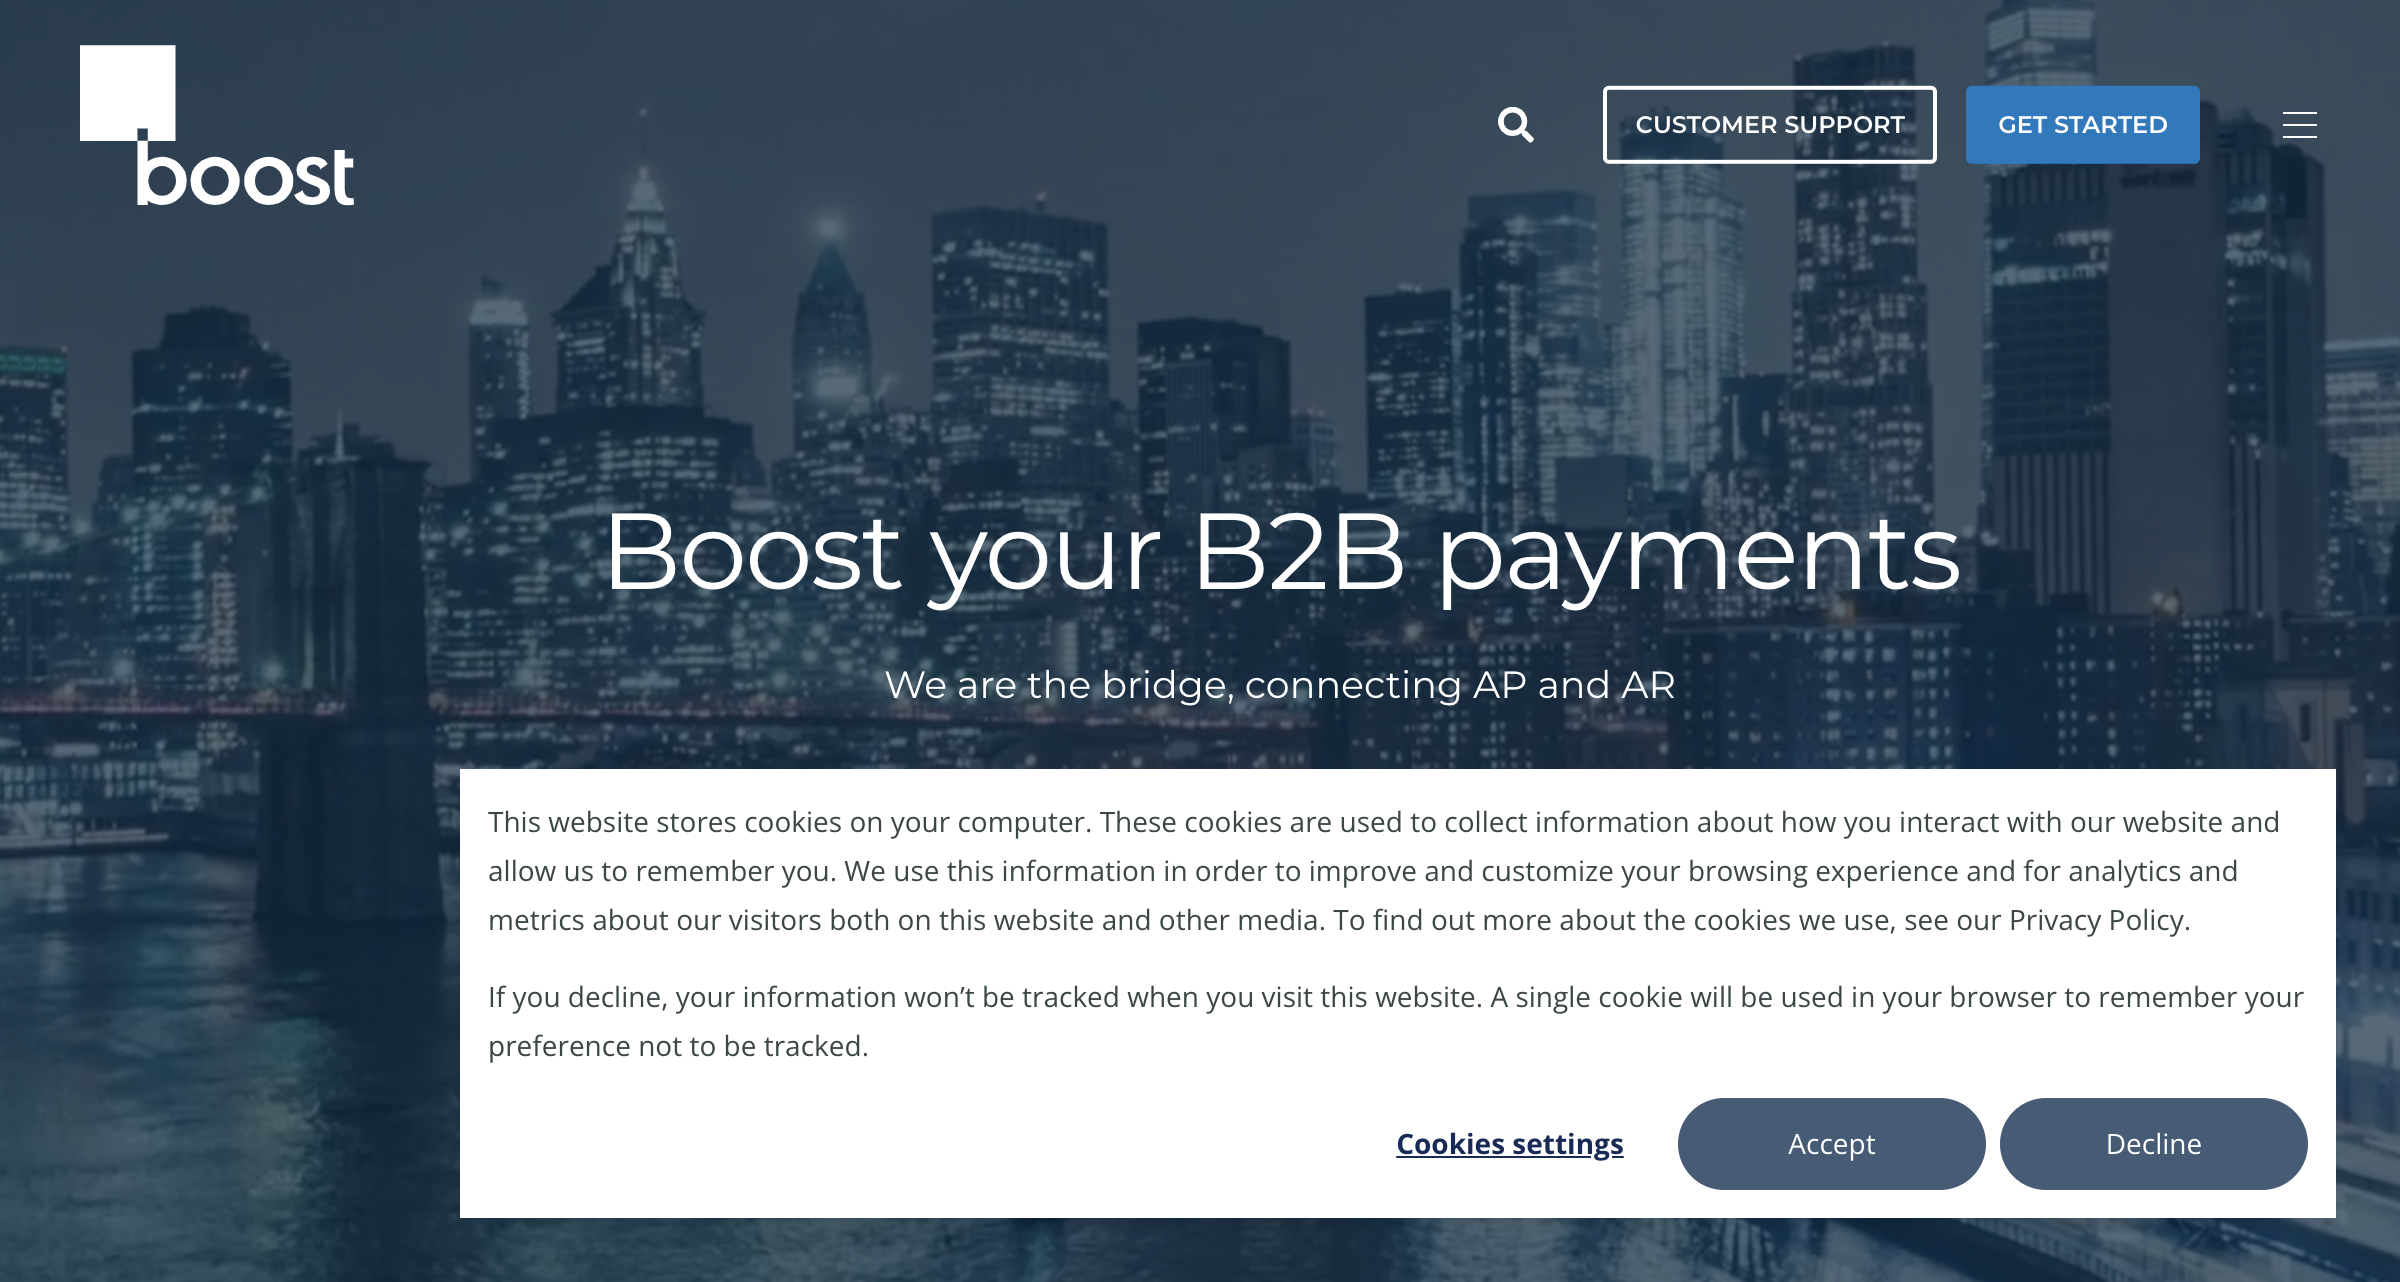 boost
CUSTOMER SUPPORT
GET STARTED
Boost your B2B payments
We are the bridge, connecting AP and AR
This website stores cookies on your computer. These cookies are used to collect information about how you interact with our website and
allow us to remember you. We use this information in order to improve and customize your browsing experience and for analytics and
metrics about our visitors both on this website and other media. To find out more about the cookies we use, see our Privacy Policy.
If you decline, your information won’t be tracked when you visit this website. A single cookie will be used in your browser to remember your
preference not to be tracked.
Cookies settings
Accept
Decline